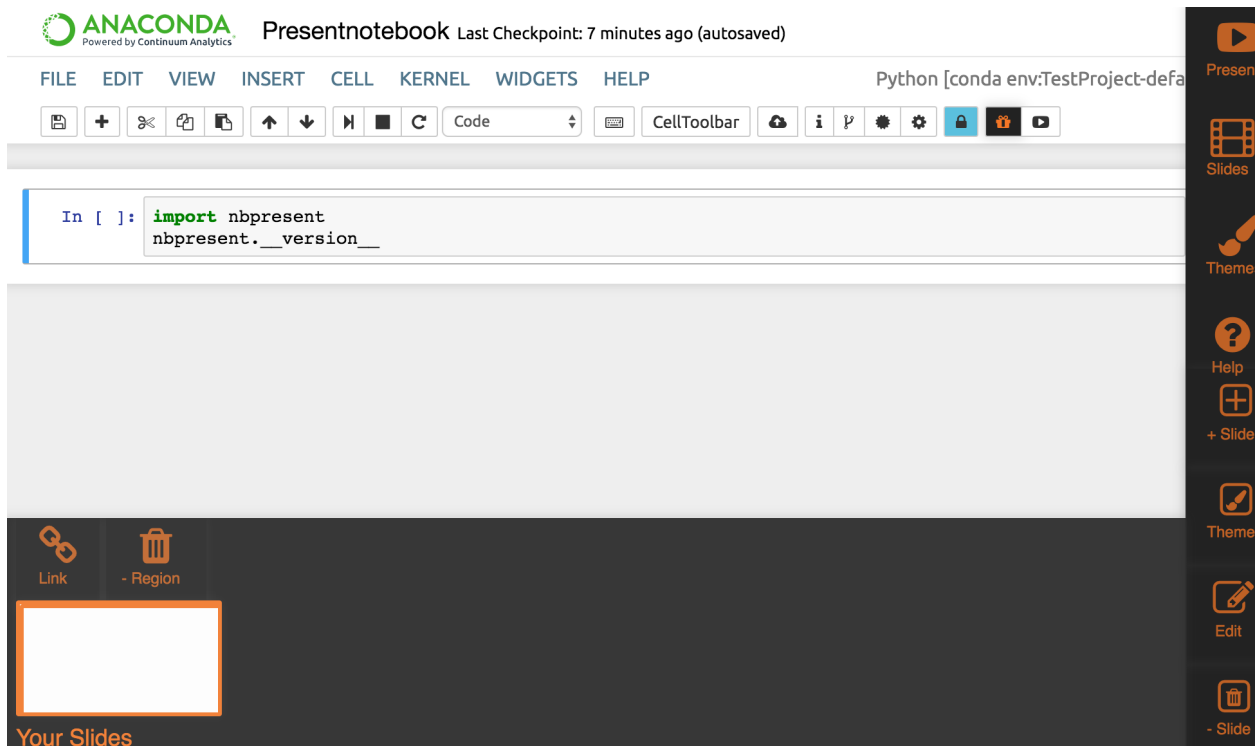 ANACONDA
Powered by Continuum Analytics
Presentnotebook Last Checkpoint: 7 minutes ago (autosaved)
FILE EDIT VIEW INSERT CELL KERNEL WIDGETS HELP Python [conda env:TestProject-defa
Code CellToolbar
In [ ]: import nbpresent
nbpresent.__version__
Present
Slides
Theme
Help
+ Slide
Theme
Edit
- Slide
Link - Region
Your Slides